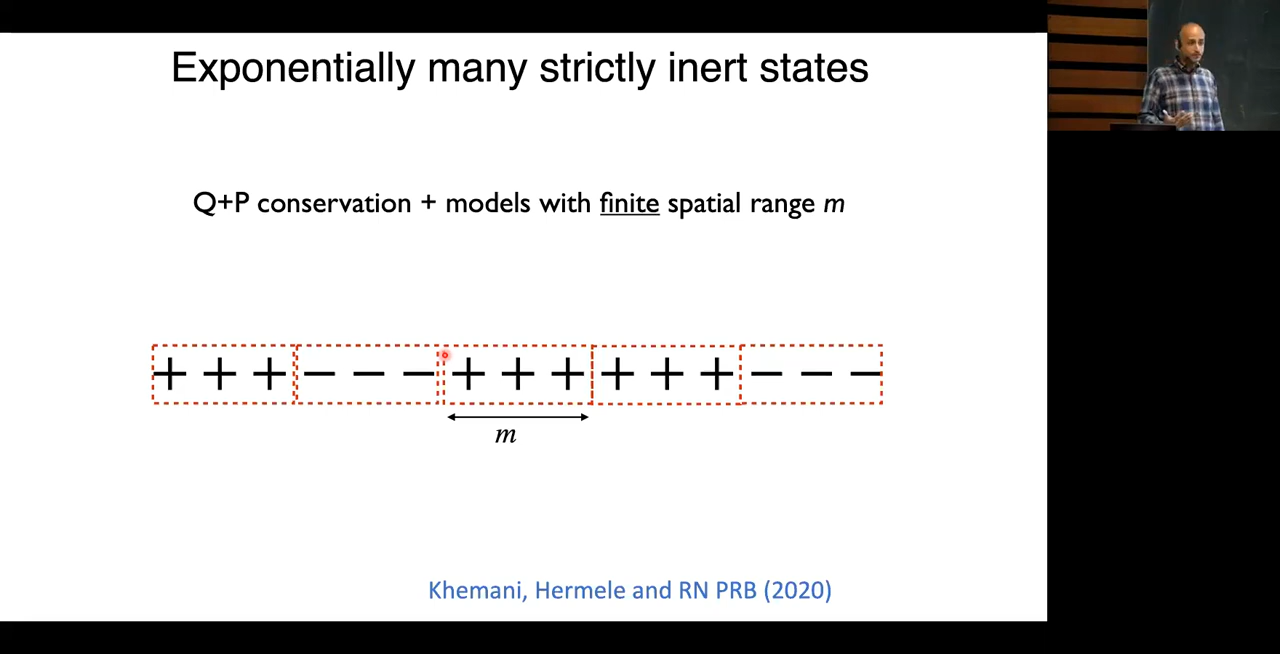 Exponentially many strictly inert states
Q+P conservation + models with finite spatial range m
+ + + − − − + + + + + + − − −
m
Khemani, Hermele and RN PRB (2020)